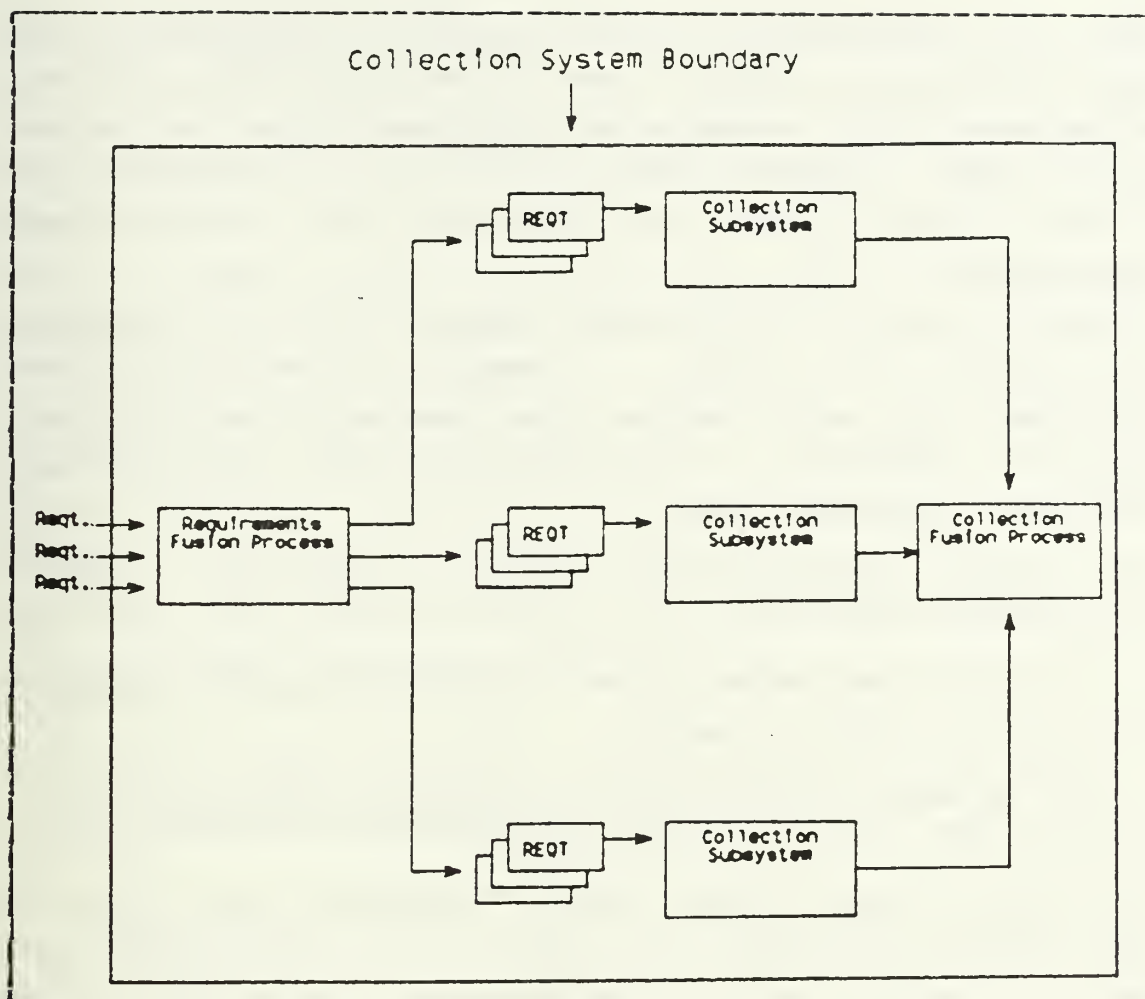 Collection System Boundary
REQT
Collection
Subsystem
Reqt..
Reqt..
Reqt..
Requirements
Fusion Process
REQT
Collection
Subsystem
Collection
Fusion Process
REQT
Collection
Subsystem